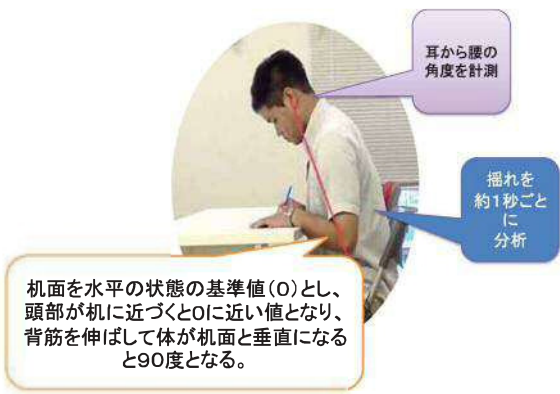 耳から腰の
角度を計測
揺れを
約1秒ごと
に
分析
机面を水平の状態の基準値(0)とし、
頭部が机に近づくと0に近い値となり、
背筋を伸ばして体が机面と垂直になる
と90度となる。